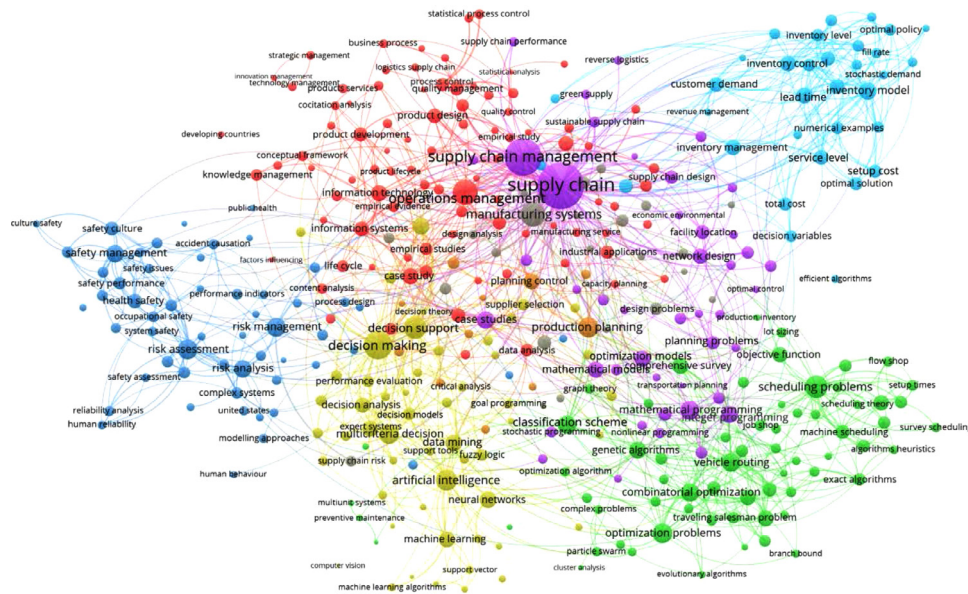 statistical process control
business process
supply chain performance
strategic management
logistics supply chain
reverse logistics
inventory level
optimal policy
innovation management
technology management
process control
statistical analysis
inventory control
fill rate
products services
quality management
green supply
customer demand
stochastic demand
cocitation analysis
product design
quality control
revenue management
lead time
inventory model
developing countries
product development
empirical study
sustainable supply chain
numerical examples
conceptual framework
supply chain management
inventory management
service level
knowledge management
product lifecycle
supply chain design
setup cost
information technology
supply chain
optimal solution
operations management
empirical evidence
manufacturing systems
economic environmental
total cost
public health
culture safety
safety culture
information systems
design analysis
manufacturing service
facility location
decision variables
accident causation
empirical studies
industrial applications
network design
safety management
factors influencing
life cycle
case study
planning control
capacity planning
efficient algorithms
safety issues
safety performance
content analysis
optimal control
performance indicators
process design
supplier selection
design problems
health safety
decision theory
production inventory
occupational safety
system safety
risk management
decision support
case studies
production planning
lot sizing
risk assessment
decision making
data analysis
optimization models
planning problems
objective function
flow shop
safety assessment
risk analysis
performance evaluation
critical analysis
mathematical models
comprehensive survey
graph theory
transportation planning
scheduling problems
setup times
complex systems
goal programming
reliability analysis
united states
decision analysis
decision models
mathematical programming
integer programming
scheduling theory
human reliability
expert systems
classification scheme
job shop
survey scheduling
modelling approaches
multicriteria decision
data mining
stochastic programming
nonlinear programming
machine scheduling
support tools
fuzzy logic
genetic algorithms
algorithms heuristics
supply chain risk
vehicle routing
human behaviour
artificial intelligence
optimization algorithm
exact algorithms
multiunit systems
neural networks
combinatorial optimization
preventive maintenance
complex problems
traveling salesman problem
machine learning
optimization problems
particle swarm
branch bound
computer vision
support vector
cluster analysis
evolutionary algorithms
machine learning algorithms